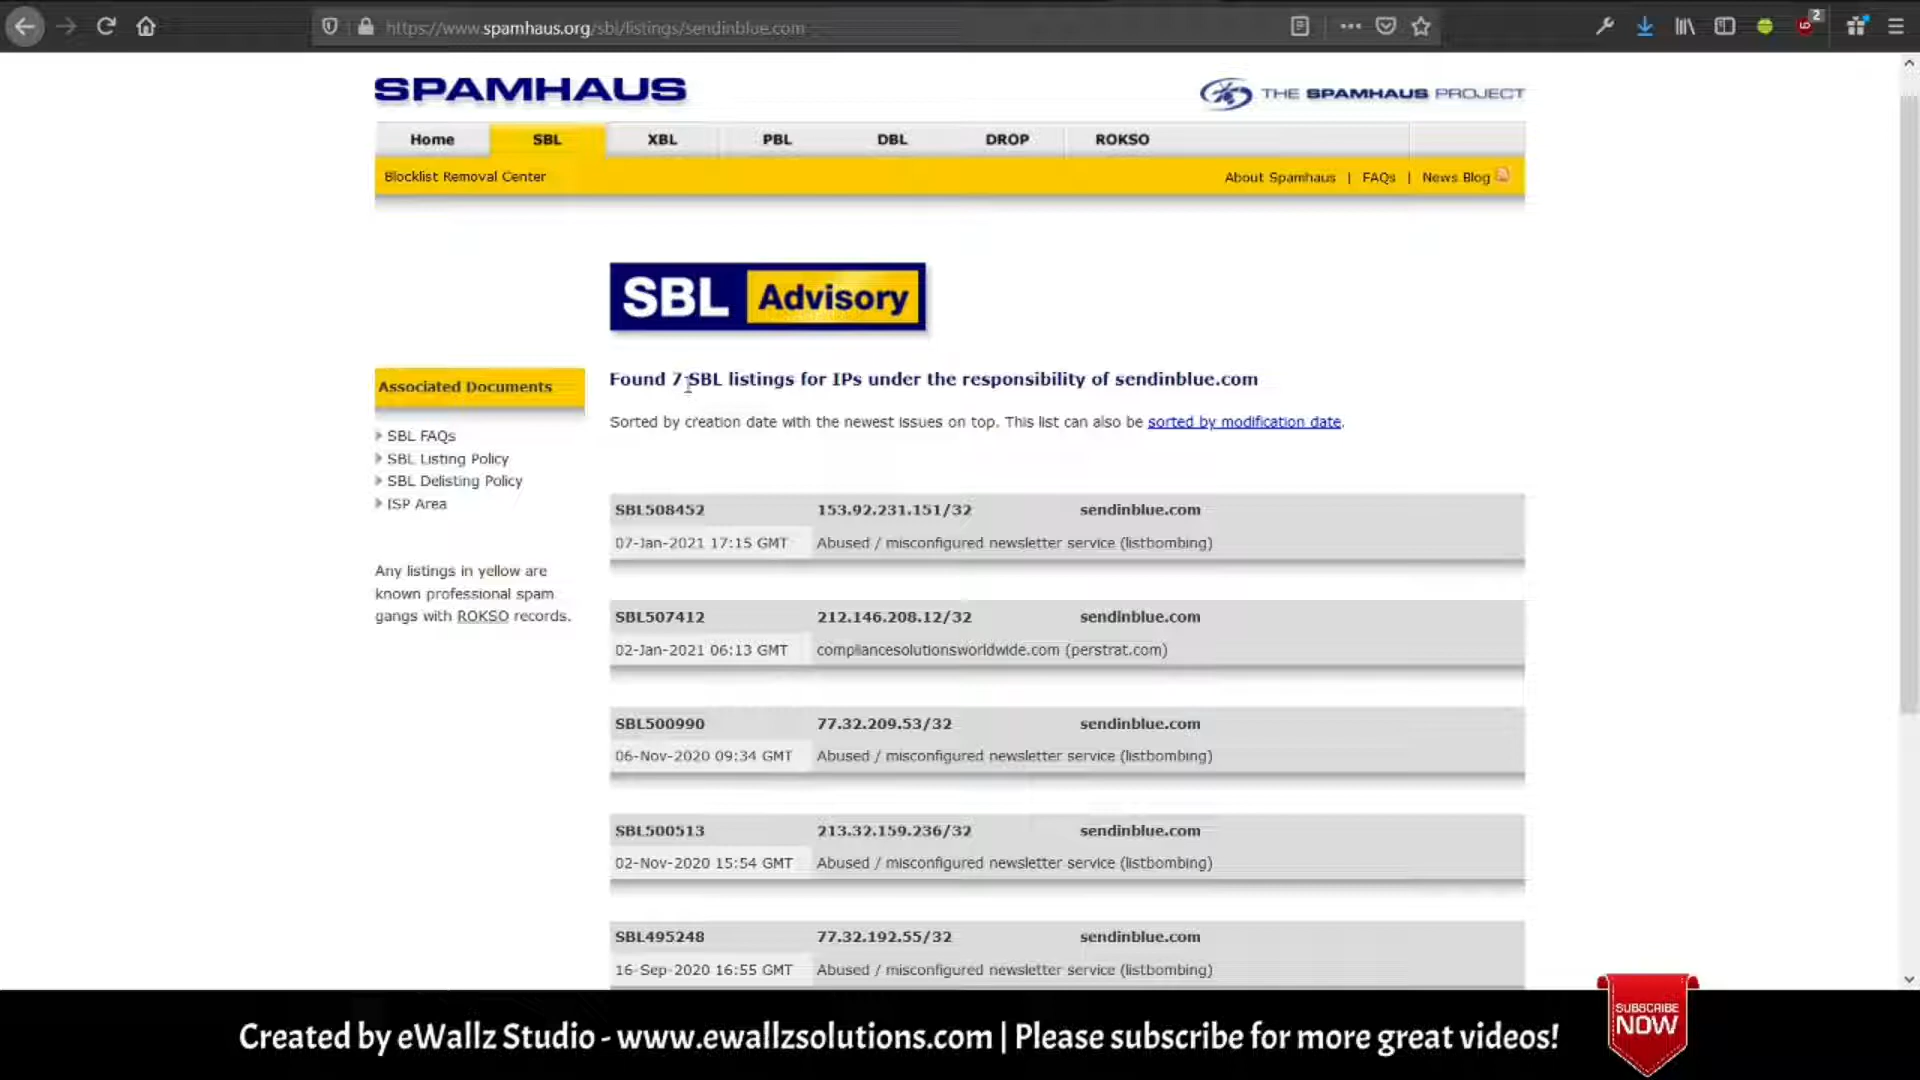 https://www.spamhaus.org/sbl/listings/sendinblue.com
2
SPAMHAUS
THE SPAMHAUS PROJECT
Home SBL XBL PBL DBL DROP ROKSO
Blocklist Removal Center
About Spamhaus | FAQs | News Blog
SBL Advisory
Associated Documents
SBL FAQs
SBL Listing Policy
SBL Delisting Policy
ISP Area
Any listings in yellow are
known professional spam
gangs with ROKSO records.
Found 7 SBL listings for IPs under the responsibility of sendinblue.com
Sorted by creation date with the newest issues on top. This list can also be sorted by modification date.
SBL508452 153.92.231.151/32 sendinblue.com
07-Jan-2021 17:15 GMT Abused / misconfigured newsletter service (listbombing)
SBL507412 212.146.208.12/32 sendinblue.com
02-Jan-2021 06:13 GMT compliancesolutionsworldwide.com (perstrat.com)
SBL500990 77.32.209.53/32 sendinblue.com
06-Nov-2020 09:34 GMT Abused / misconfigured newsletter service (listbombing)
SBL500513 213.32.159.236/32 sendinblue.com
02-Nov-2020 15:54 GMT Abused / misconfigured newsletter service (listbombing)
SBL495248 77.32.192.55/32 sendinblue.com
16-Sep-2020 16:55 GMT Abused / misconfigured newsletter service (listbombing)
Created by eWallz Studio - www.ewallzsolutions.com | Please subscribe for more great videos!
SUBSCRIBE
NOW